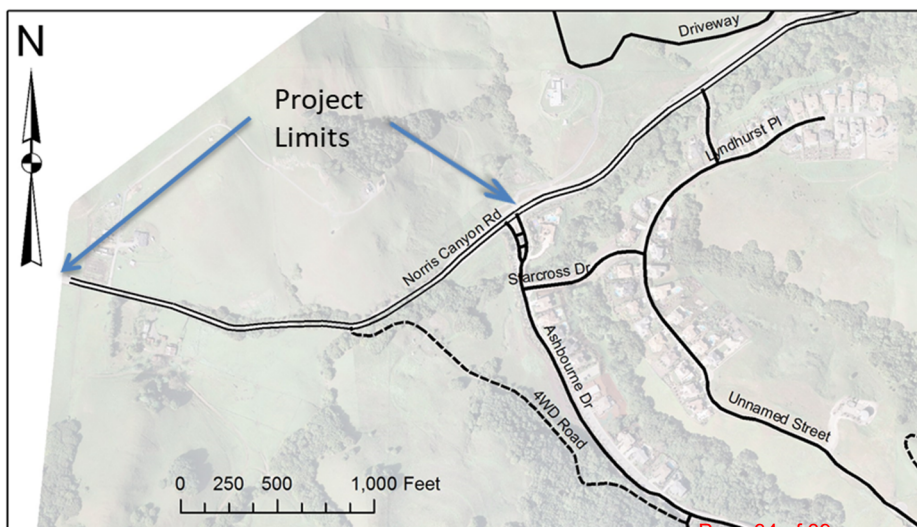 N
Driveway
Project
Limits
Lyndhurst Pl
Norris Canyon Rd
Starcross Dr
Ashbourne Dr
4WD Road
Unnamed Street
0 250 500 1,000 Feet